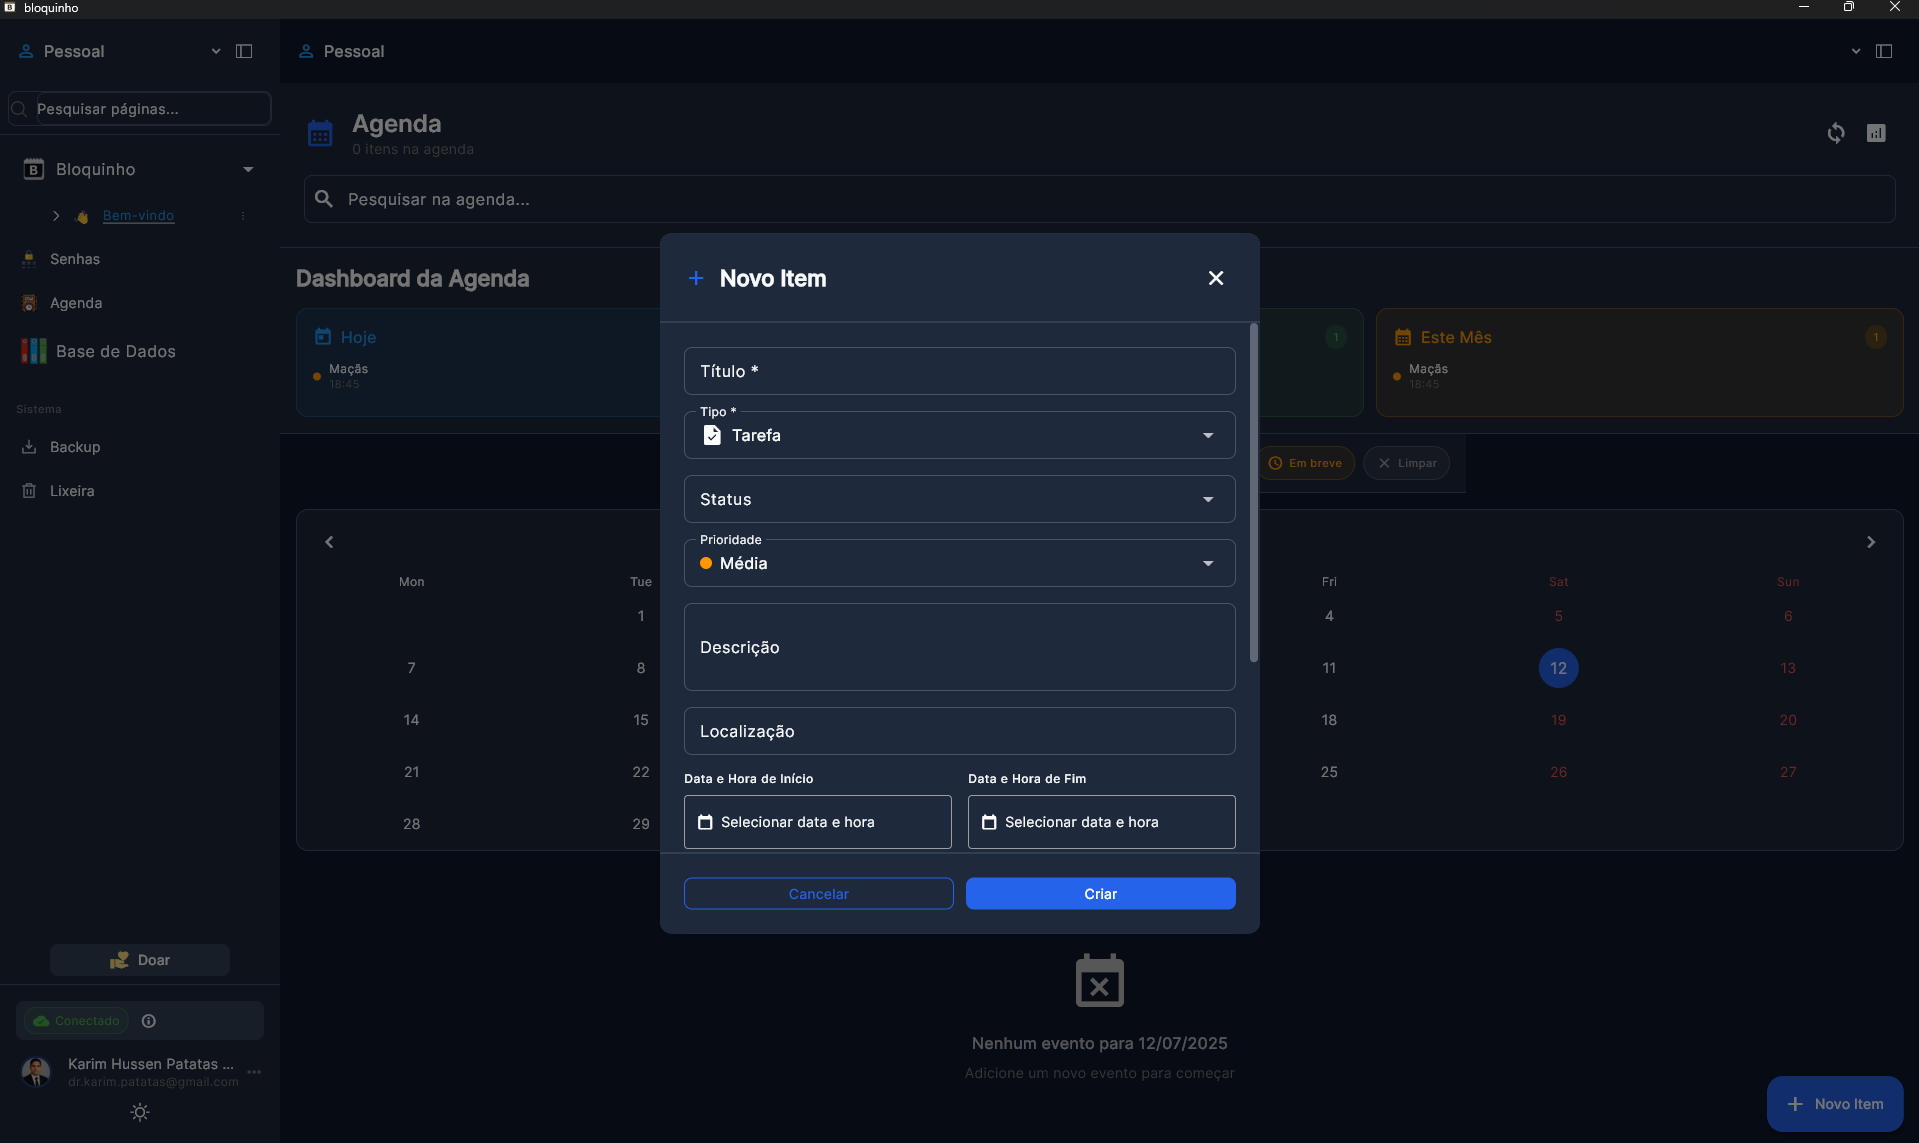 bloquinho
Pessoal
Pesquisar páginas...
Bloquinho
Bem-vindo
Senhas
Agenda
Base de Dados
Sistema
Backup
Lixeira
Doar
Conectado
Karim Hussen Patatas ...
dr.karim.patatas@gmail.com
Pessoal
Agenda
0 itens na agenda
Pesquisar na agenda...
Dashboard da Agenda
Hoje
Maçãs
18:45
1
Este Mês
1
Maçãs
18:45
Em breve
Limpar
Mon Tue Fri Sat Sun
1 4 5 6
7 8 11 12 13
14 15 18 19 20
21 22 25 26 27
28 29
Novo Item
Título *
Tipo *
Tarefa
Status
Prioridade
Média
Descrição
Localização
Data e Hora de Início Data e Hora de Fim
Selecionar data e hora Selecionar data e hora
Cancelar Criar
Nenhum evento para 12/07/2025
Adicione um novo evento para começar
Novo Item